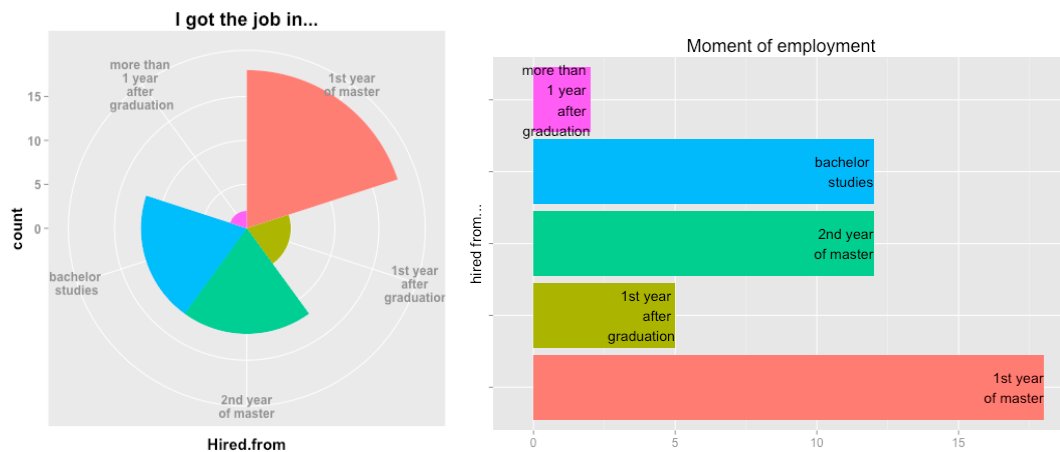 I got the job in...
more than
1 year
after
graduation
1st year
of master
15
10
5
0
count
1st year
after
graduation
bachelor
studies
2nd year
of master
Hired.from
Moment of employment
more than
1 year
after
graduation
bachelor
studies
2nd year
of master
1st year
after
graduation
1st year
of master
hired from...
0
5
10
15